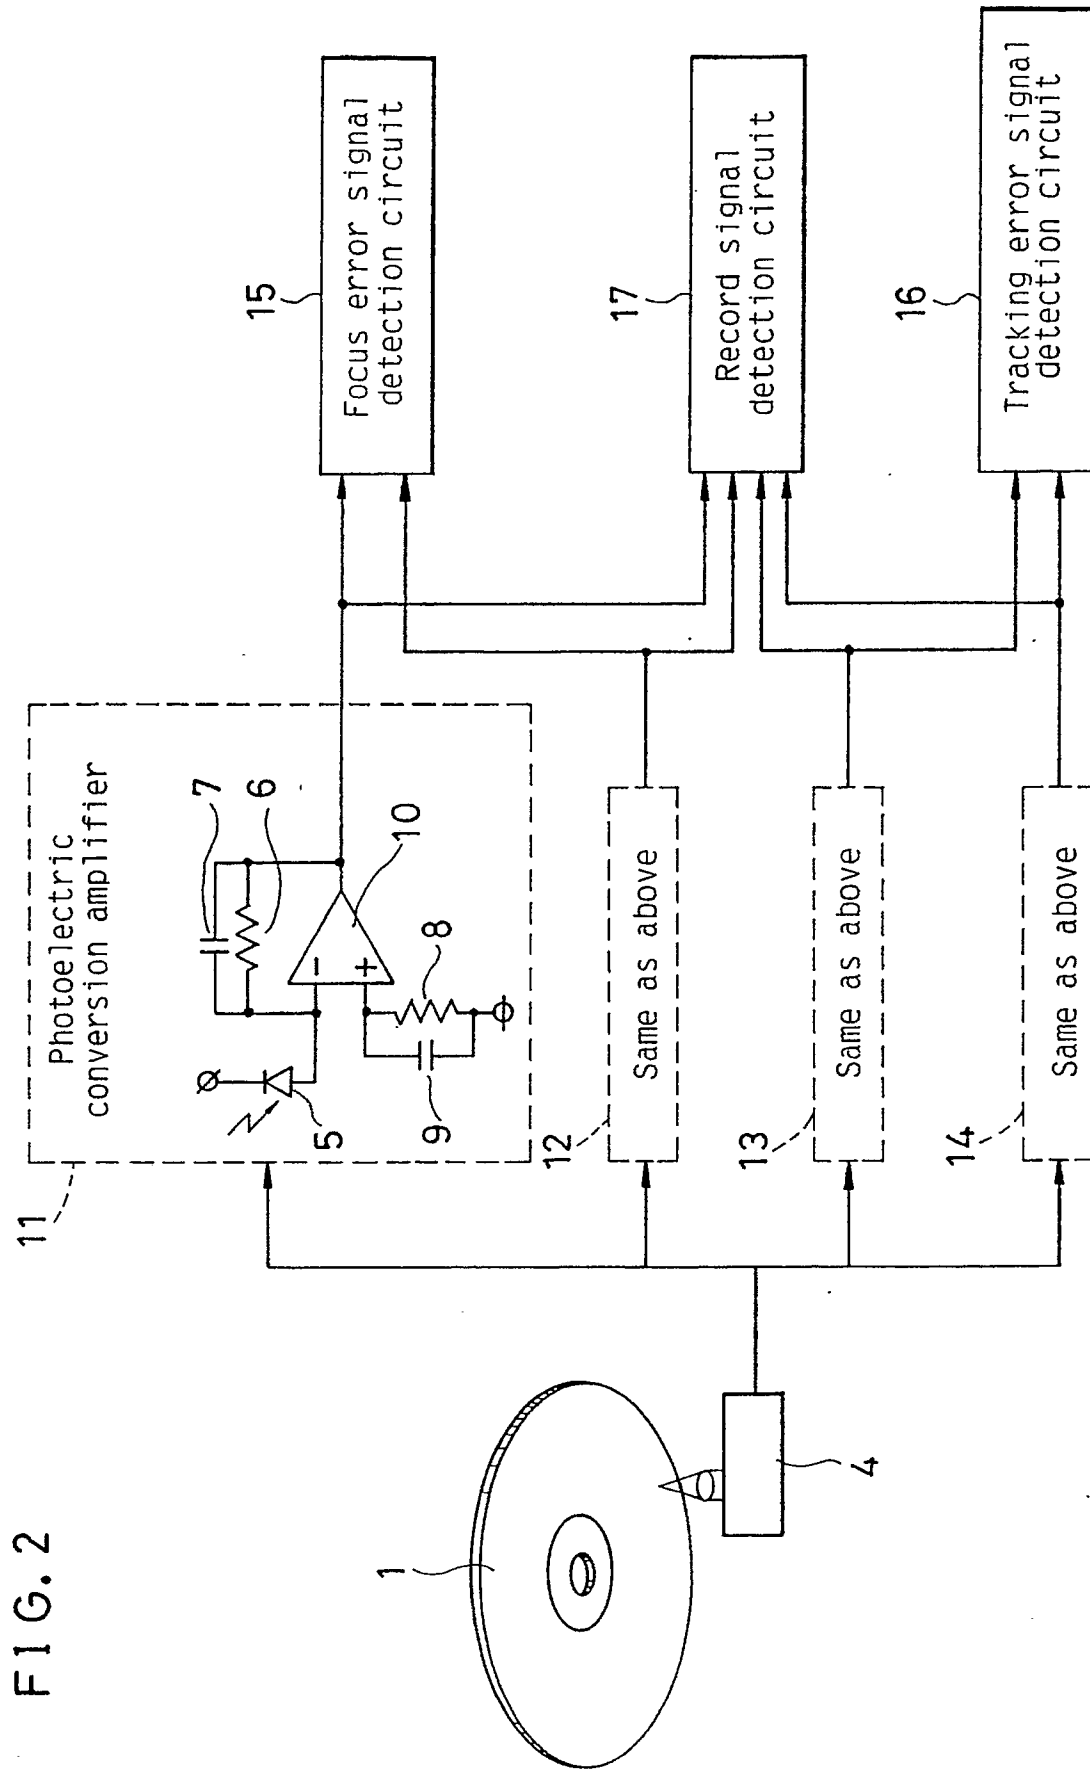 FIG. 2
11
Photoelectric
conversion amplifier
7
6
10
-
+
8
5
9
12
Same as above
13
Same as above
14
Same as above
15
Focus error signal
detection circuit
17
Record signal
detection circuit
16
Tracking error signal
detection circuit
1
4